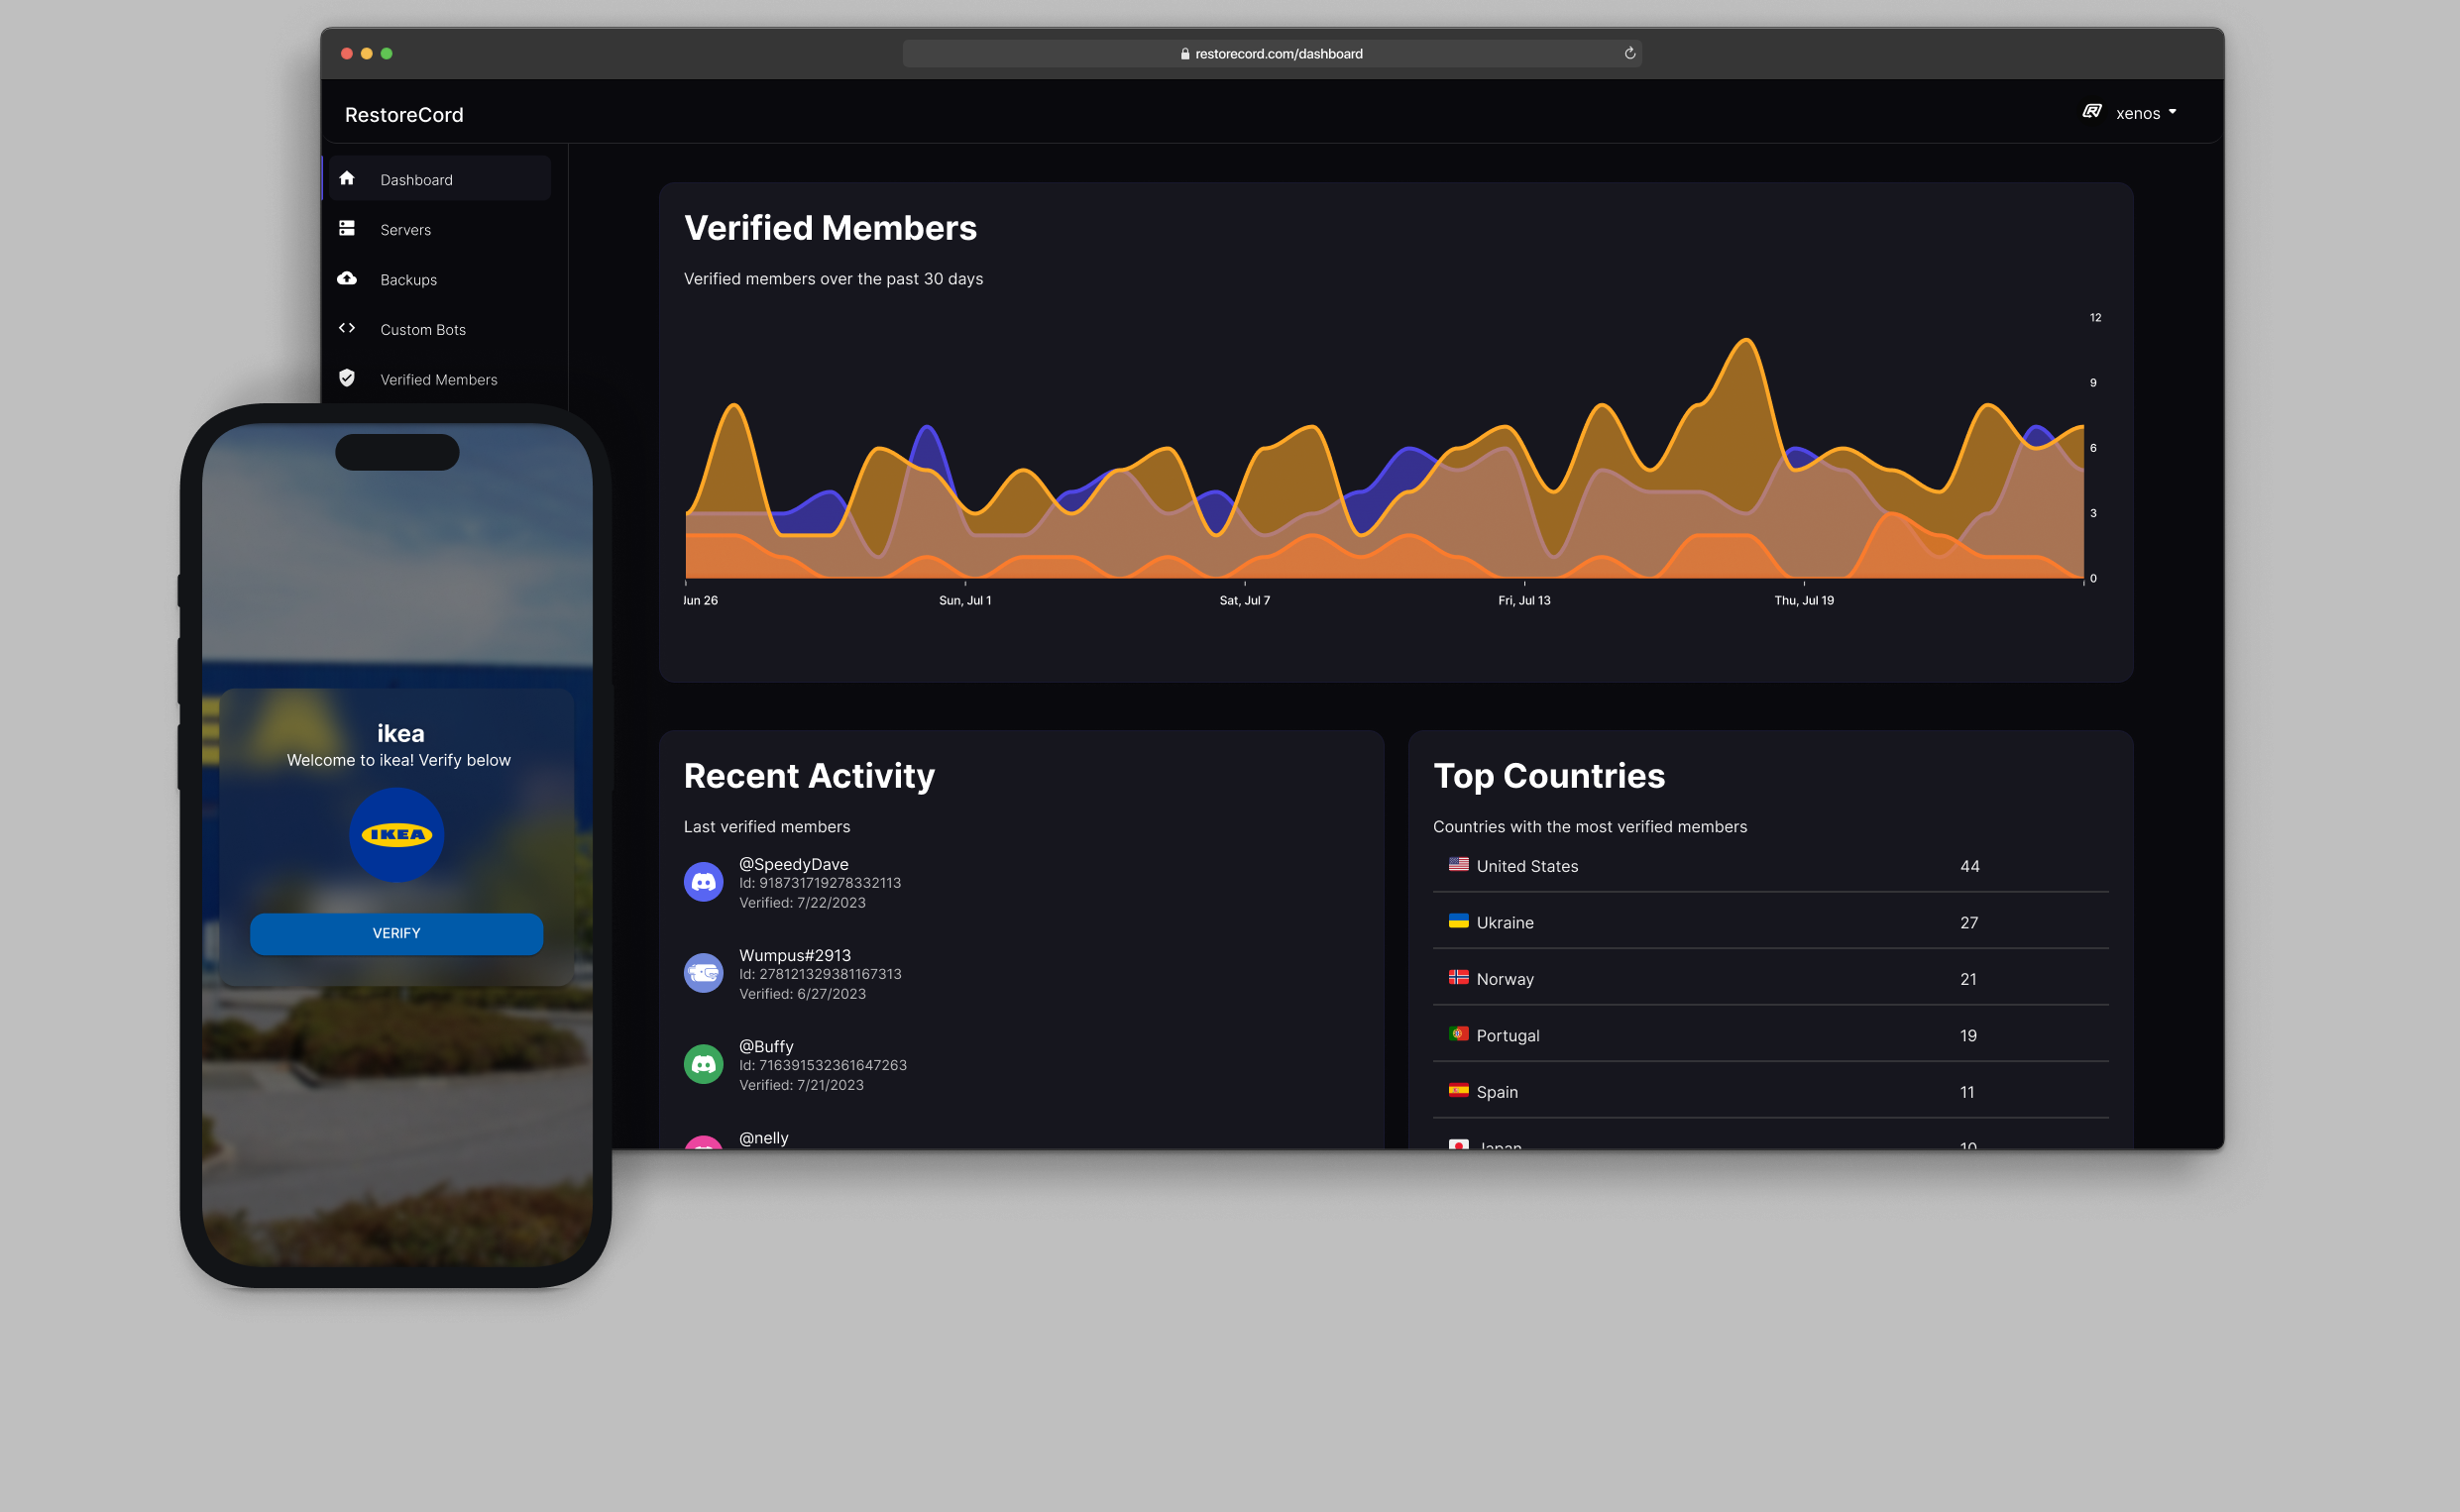 restorecord.com/dashboard
RestoreCord
xenos
Dashboard
Servers
Backups
Custom Bots
Verified Members
Verified Members
Verified members over the past 30 days
12
9
6
3
0
Jun 26
Sun, Jul 1
Sat, Jul 7
Fri, Jul 13
Thu, Jul 19
ikea
Welcome to ikea! Verify below
IKEA
VERIFY
Recent Activity
Last verified members
@SpeedyDave
Id: 918731719278332113
Verified: 7/22/2023
Wumpus#2913
Id: 278121329381167313
Verified: 6/27/2023
@Buffy
Id: 716391532361647263
Verified: 7/21/2023
@nelly
Top Countries
Countries with the most verified members
United States 44
Ukraine 27
Norway 21
Portugal 19
Spain 11
Japan 10